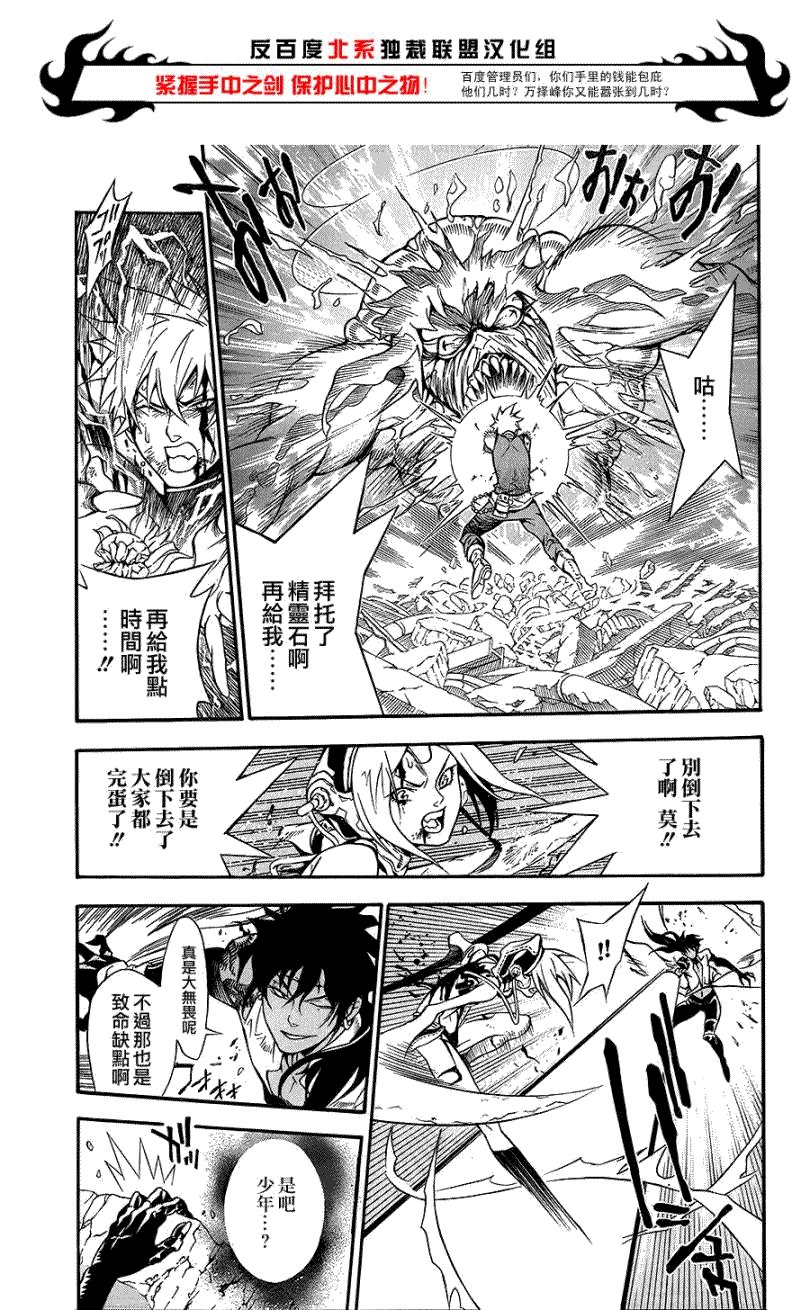 反百度北系独裁联盟汉化组
紧握手中之剑 保护心中之物！
百度管理员们，你们手里的钱能包庇
他们几时？万择峰你又能嚣张到几时？
おおお
おお
おお
咕
……
拜托了
精靈石啊
再給我……
再給我點
時間啊
……!!
別倒下去
了啊 莫!!
你要是
倒下去了
大家都
完蛋了!!
!!
真是大無畏呢
不過那也是
致命缺點啊
是吧
少年…？